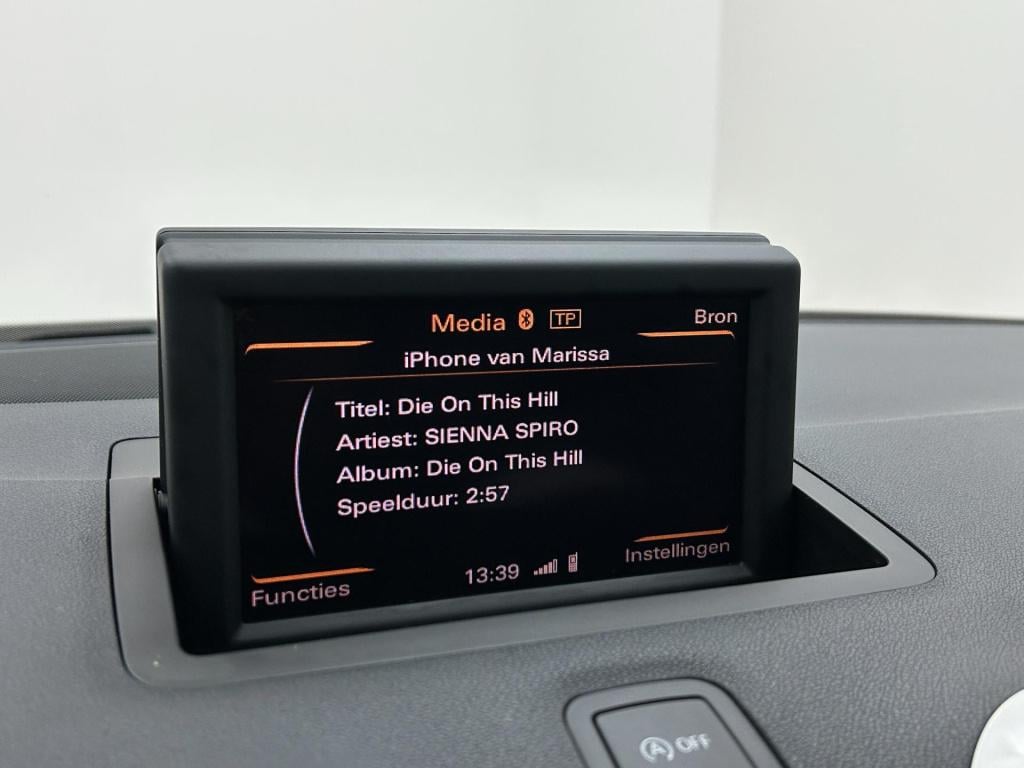 Media TP Bron
iPhone van Marissa
Titel: Die On This Hill
Artiest: SIENNA SPIRO
Album: Die On This Hill
Speelduur: 2:57
Functies 13:39 Instellingen
A OFF